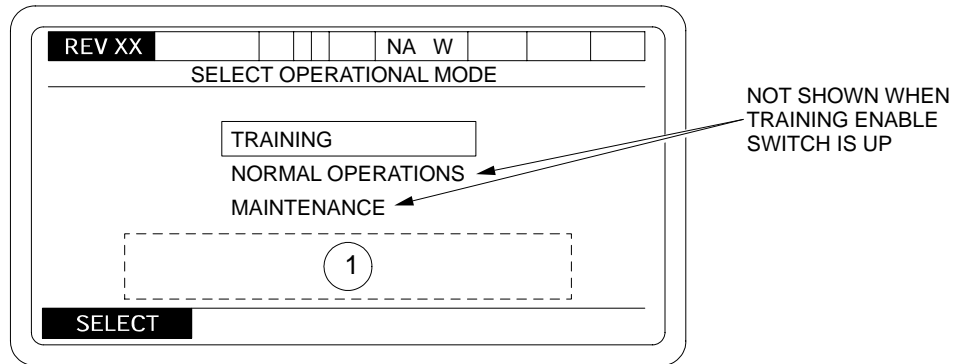 REV XX NA W
SELECT OPERATIONAL MODE
TRAINING
NORMAL OPERATIONS
MAINTENANCE
1
SELECT
NOT SHOWN WHEN
TRAINING ENABLE
SWITCH IS UP